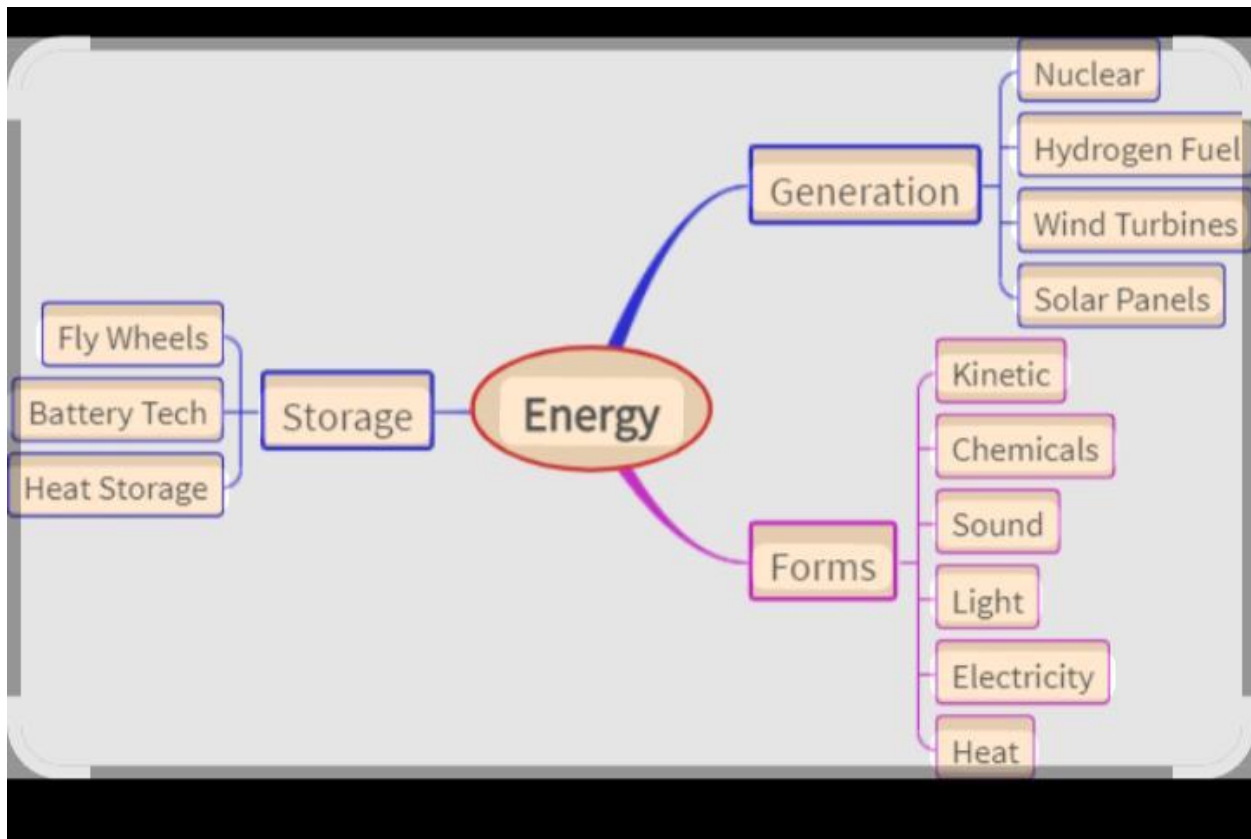 Energy
Generation
Nuclear
Hydrogen Fuel
Wind Turbines
Solar Panels
Forms
Kinetic
Chemicals
Sound
Light
Electricity
Heat
Storage
Fly Wheels
Battery Tech
Heat Storage